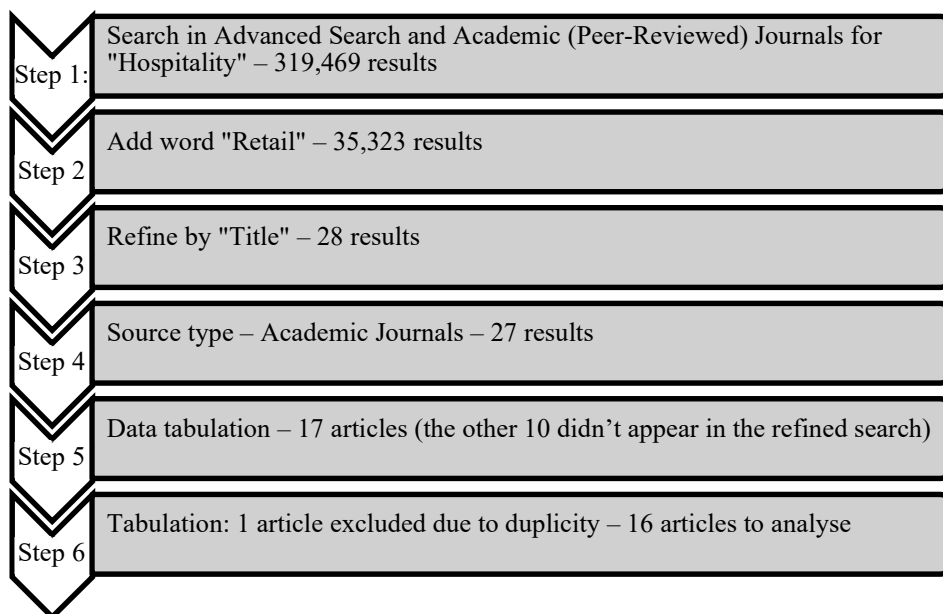 Step 1:
Search in Advanced Search and Academic (Peer-Reviewed) Journals for
"Hospitality" – 319,469 results
Step 2
Add word "Retail" – 35,323 results
Step 3
Refine by "Title" – 28 results
Step 4
Source type – Academic Journals – 27 results
Step 5
Data tabulation – 17 articles (the other 10 didn’t appear in the refined search)
Step 6
Tabulation: 1 article excluded due to duplicity – 16 articles to analyse